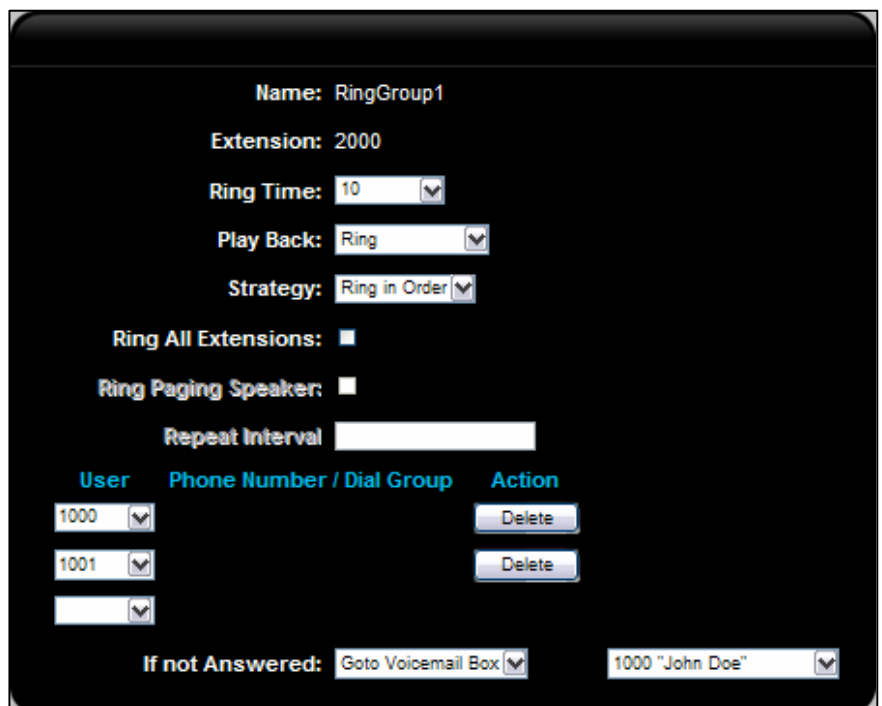 Name: RingGroup1
Extension: 2000
Ring Time: 10
Play Back: Ring
Strategy: Ring in Order
Ring All Extensions:
Ring Paging Speaker:
Repeat Interval
User Phone Number / Dial Group Action
1000 Delete
1001 Delete
If not Answered: Goto Voicemail Box 1000 "John Doe"